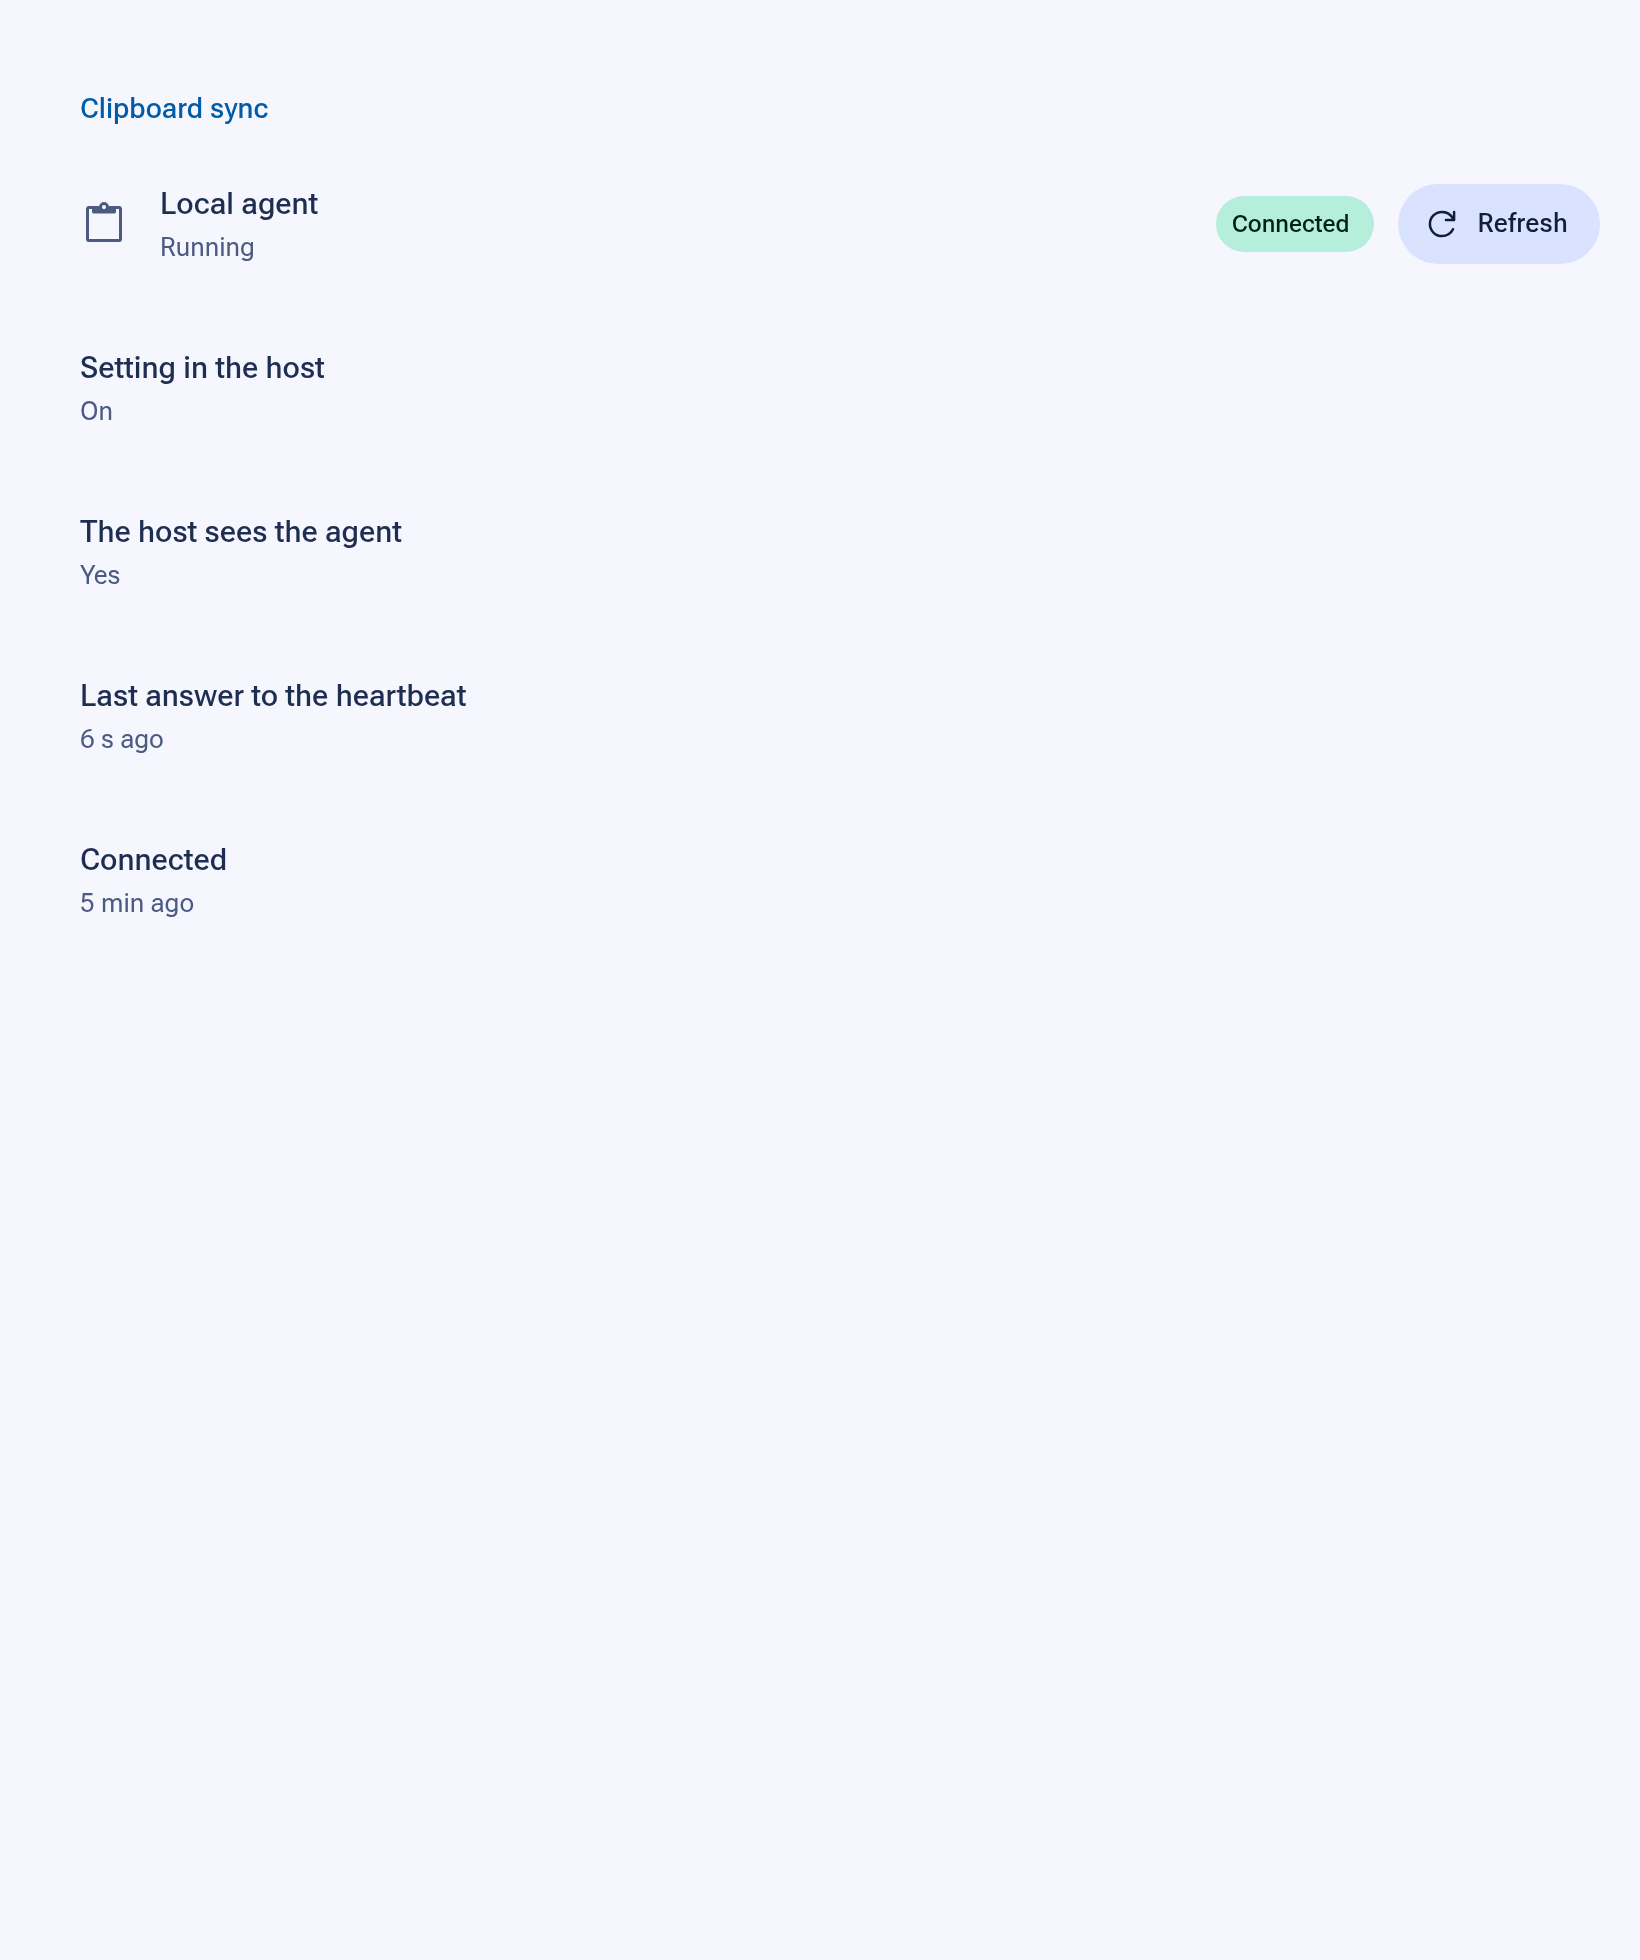 Clipboard sync
Local agent
Running
Connected
Refresh
Setting in the host
On
The host sees the agent
Yes
Last answer to the heartbeat
6 s ago
Connected
5 min ago